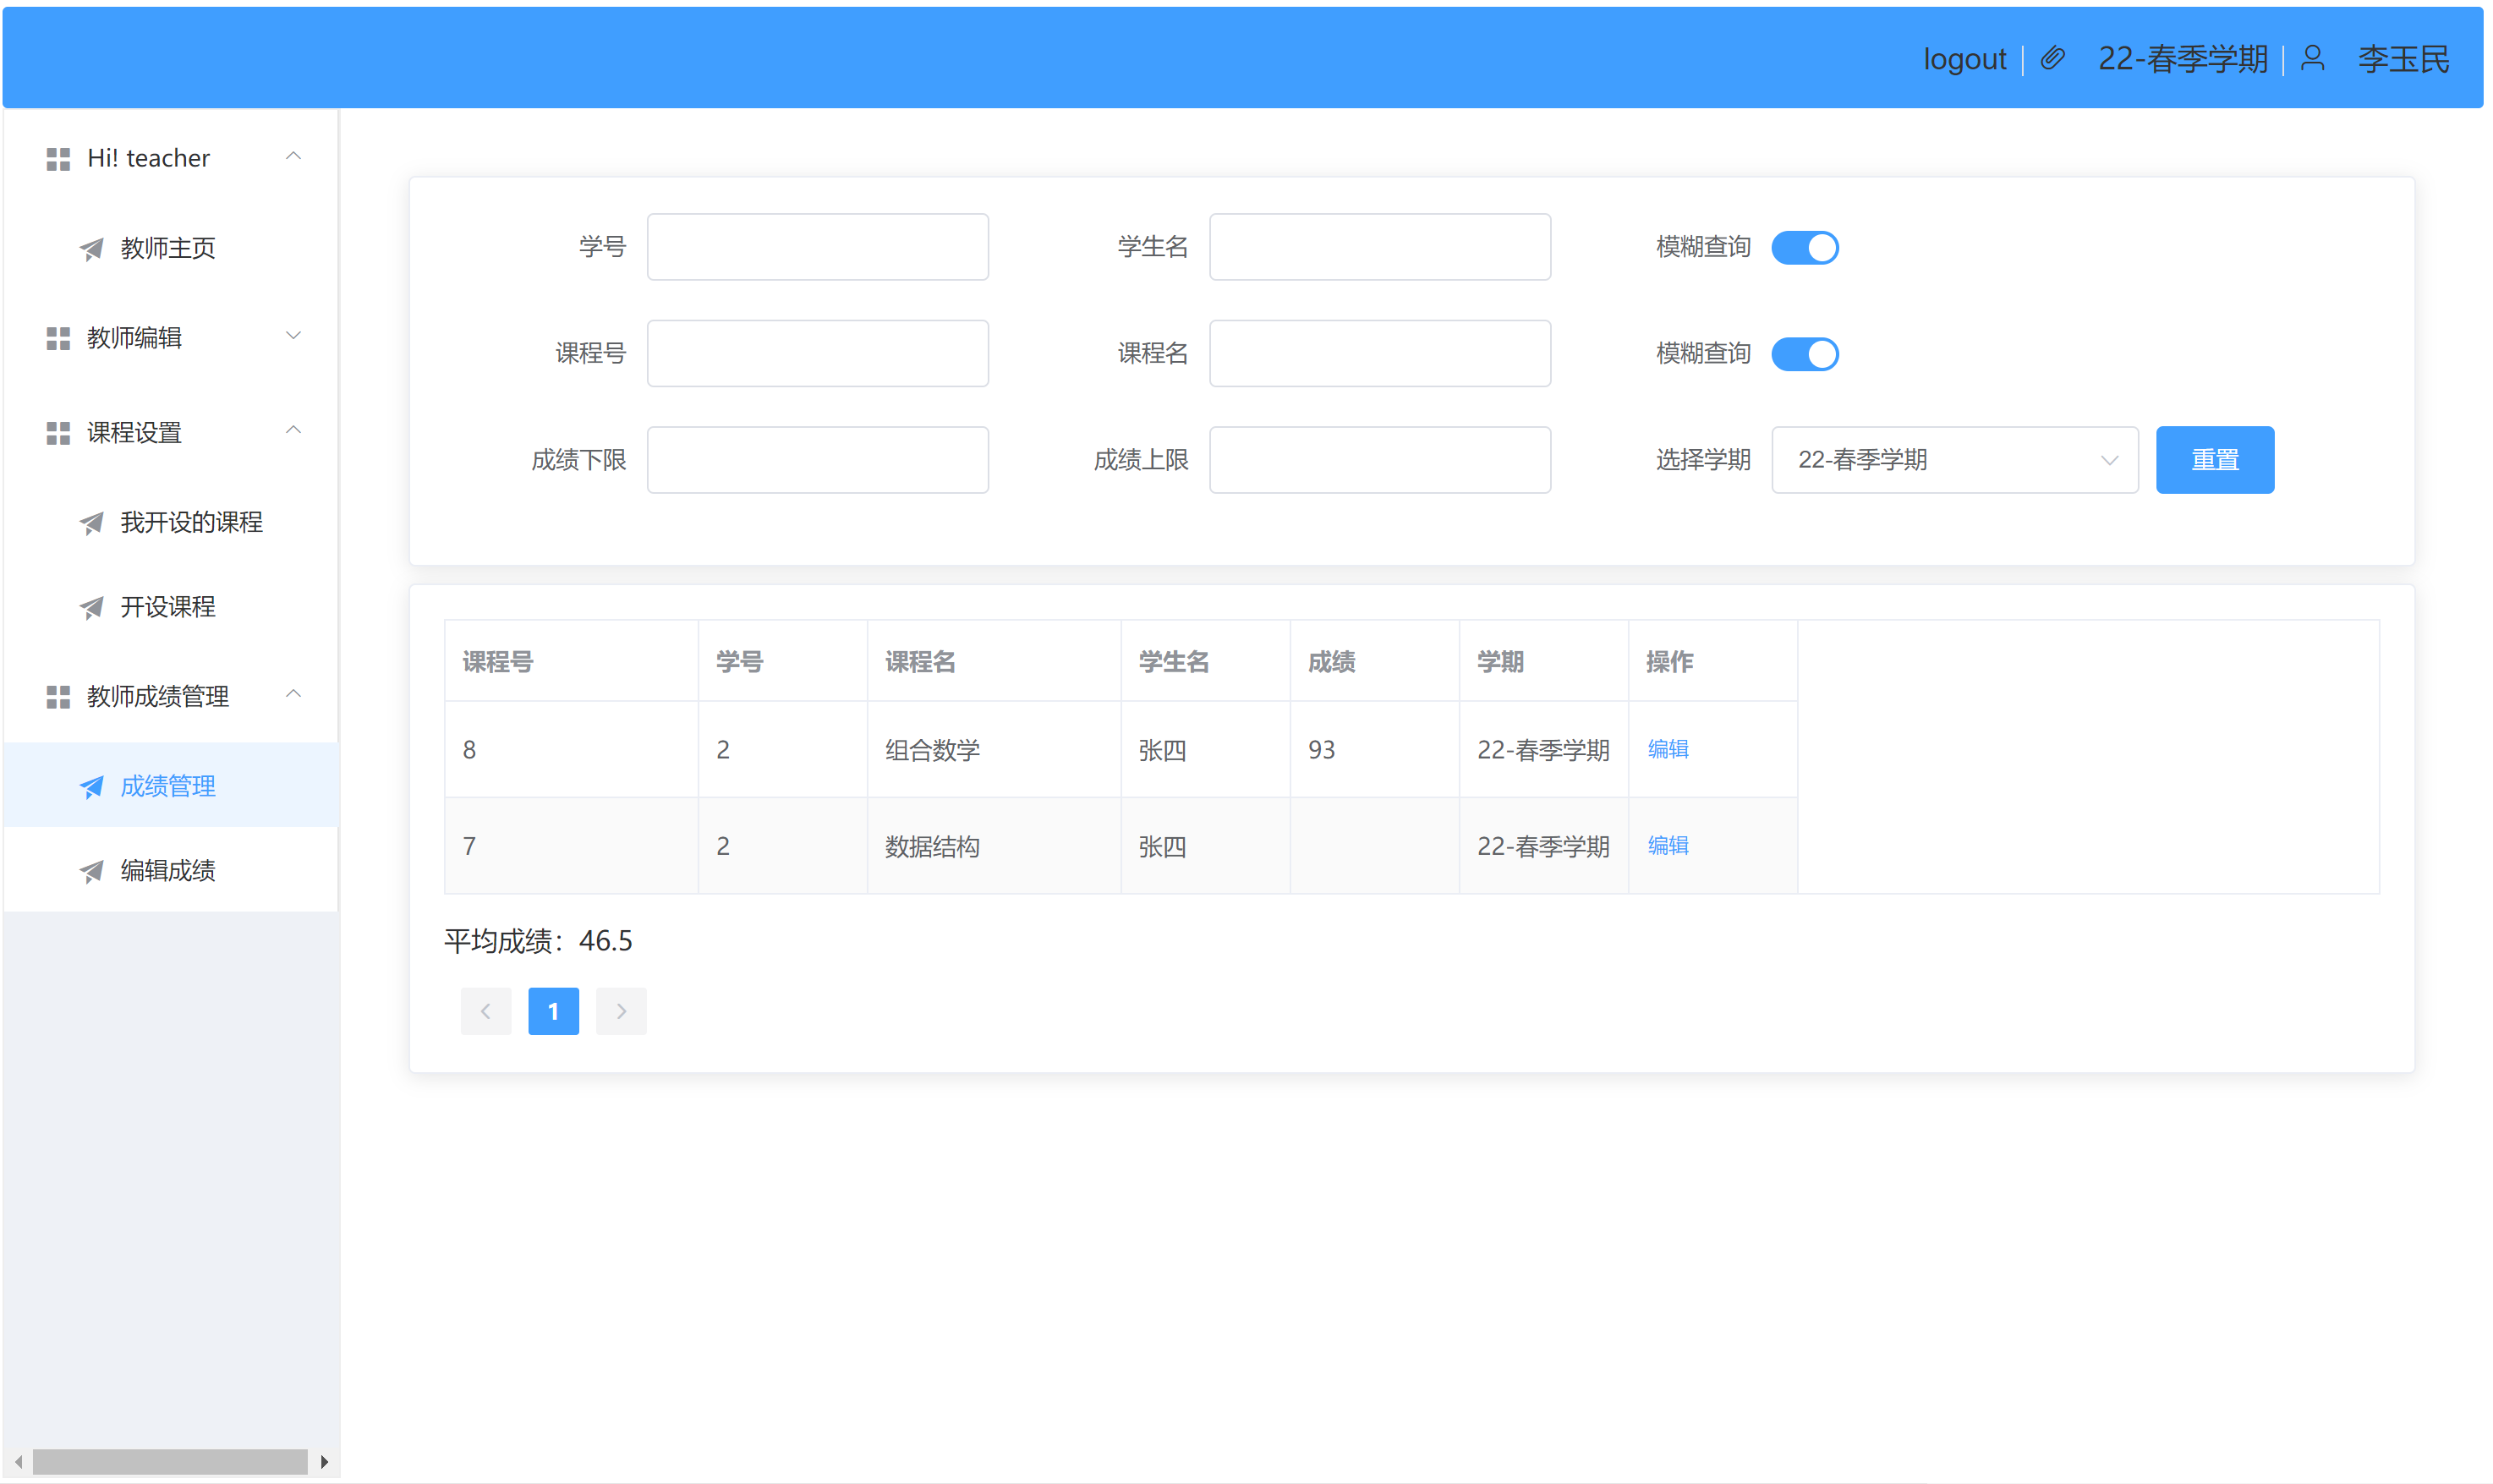 logout 22-春季学期 李玉民
Hi! teacher
教师主页
教师编辑
课程设置
我开设的课程
开设课程
教师成绩管理
成绩管理
编辑成绩
学号 学生名 模糊查询
课程号 课程名 模糊查询
成绩下限 成绩上限 选择学期 22-春季学期 重置
课程号 学号 课程名 学生名 成绩 学期 操作
8 2 组合数学 张四 93 22-春季学期 编辑
7 2 数据结构 张四 22-春季学期 编辑
平均成绩：46.5
1